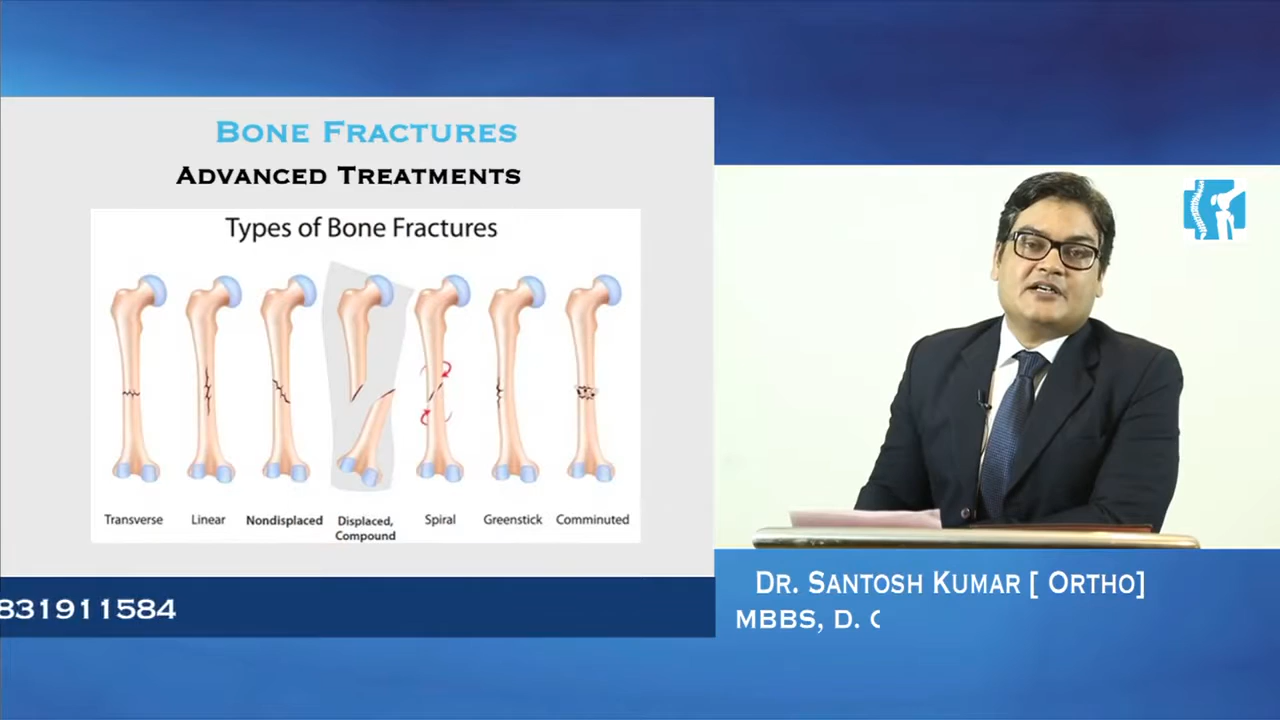 Bone Fractures
Advanced Treatments
Types of Bone Fractures
Transverse
Linear
Nondisplaced
Displaced,
Compound
Spiral
Greenstick
Comminuted
831911584
Dr. Santosh Kumar [ Ortho]
MBBS, D.